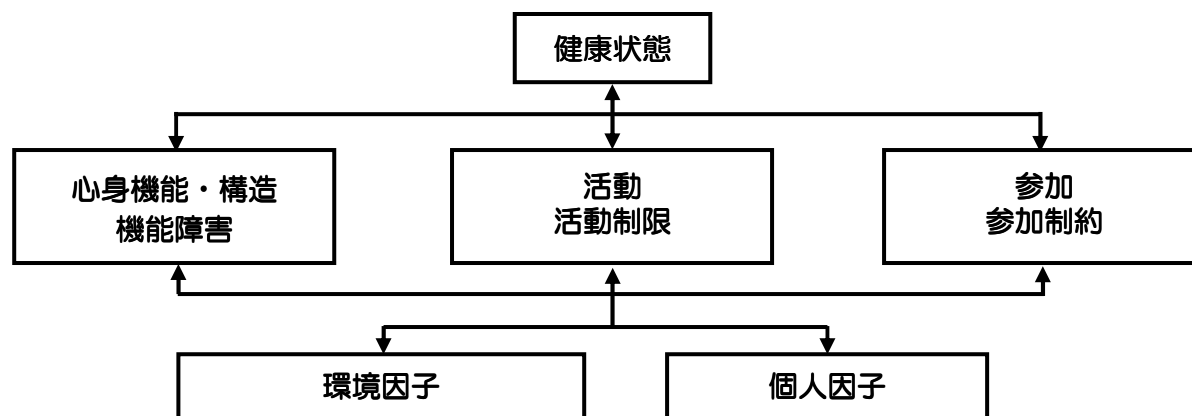 健康状態
心身機能・構造
機能障害
活動
活動制限
参加
参加制約
環境因子
個人因子